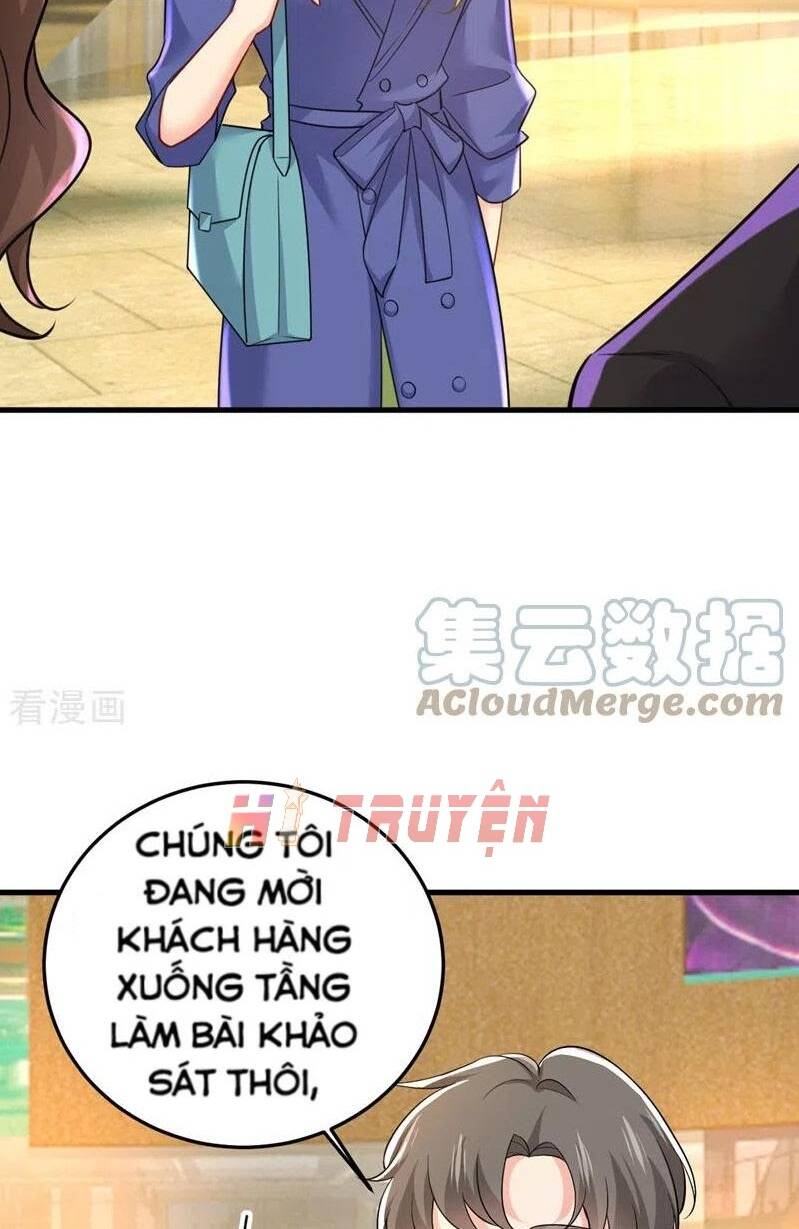 集云数据
AcloudMerge.com
看漫画
HI TRUYỆN
CHÚNG TÔI
ĐANG MỜI
KHÁCH HÀNG
XUỐNG TẦNG
LÀM BÀI KHẢO
SÁT THÔI,